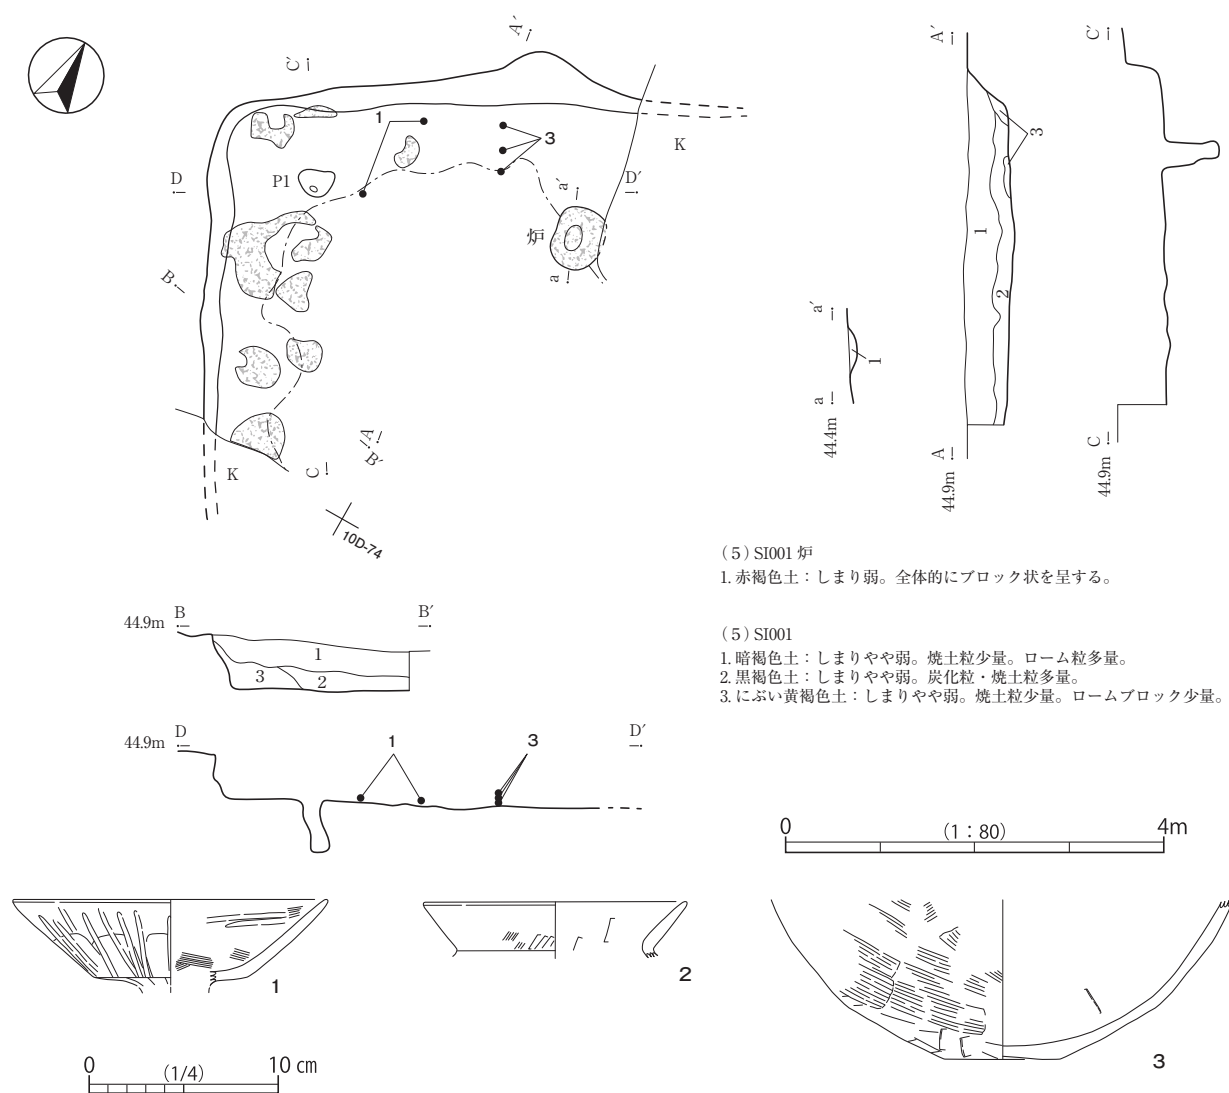 A′
C′
1
3
K
D
P1
D′
a′
炉
B
a
A
B′
K
C
10D-74
A′
C′
3
1
2
a′
1
a
44.4m
A
44.9m
C
44.9m
(5)SI001 炉
1. 赤褐色土：しまり弱。全体的にブロック状を呈する。
(5)SI001
1. 暗褐色土：しまりやや弱。焼土粒少量。ローム粒多量。
2. 黒褐色土：しまりやや弱。炭化粒・焼土粒多量。
3. にぶい黄褐色土：しまりやや弱。焼土粒少量。ロームブロック少量。
44.9m B
B′
1
3
2
44.9m D
1
3
D′
0 (1：80) 4m
1
2
3
0 (1/4) 10 cm